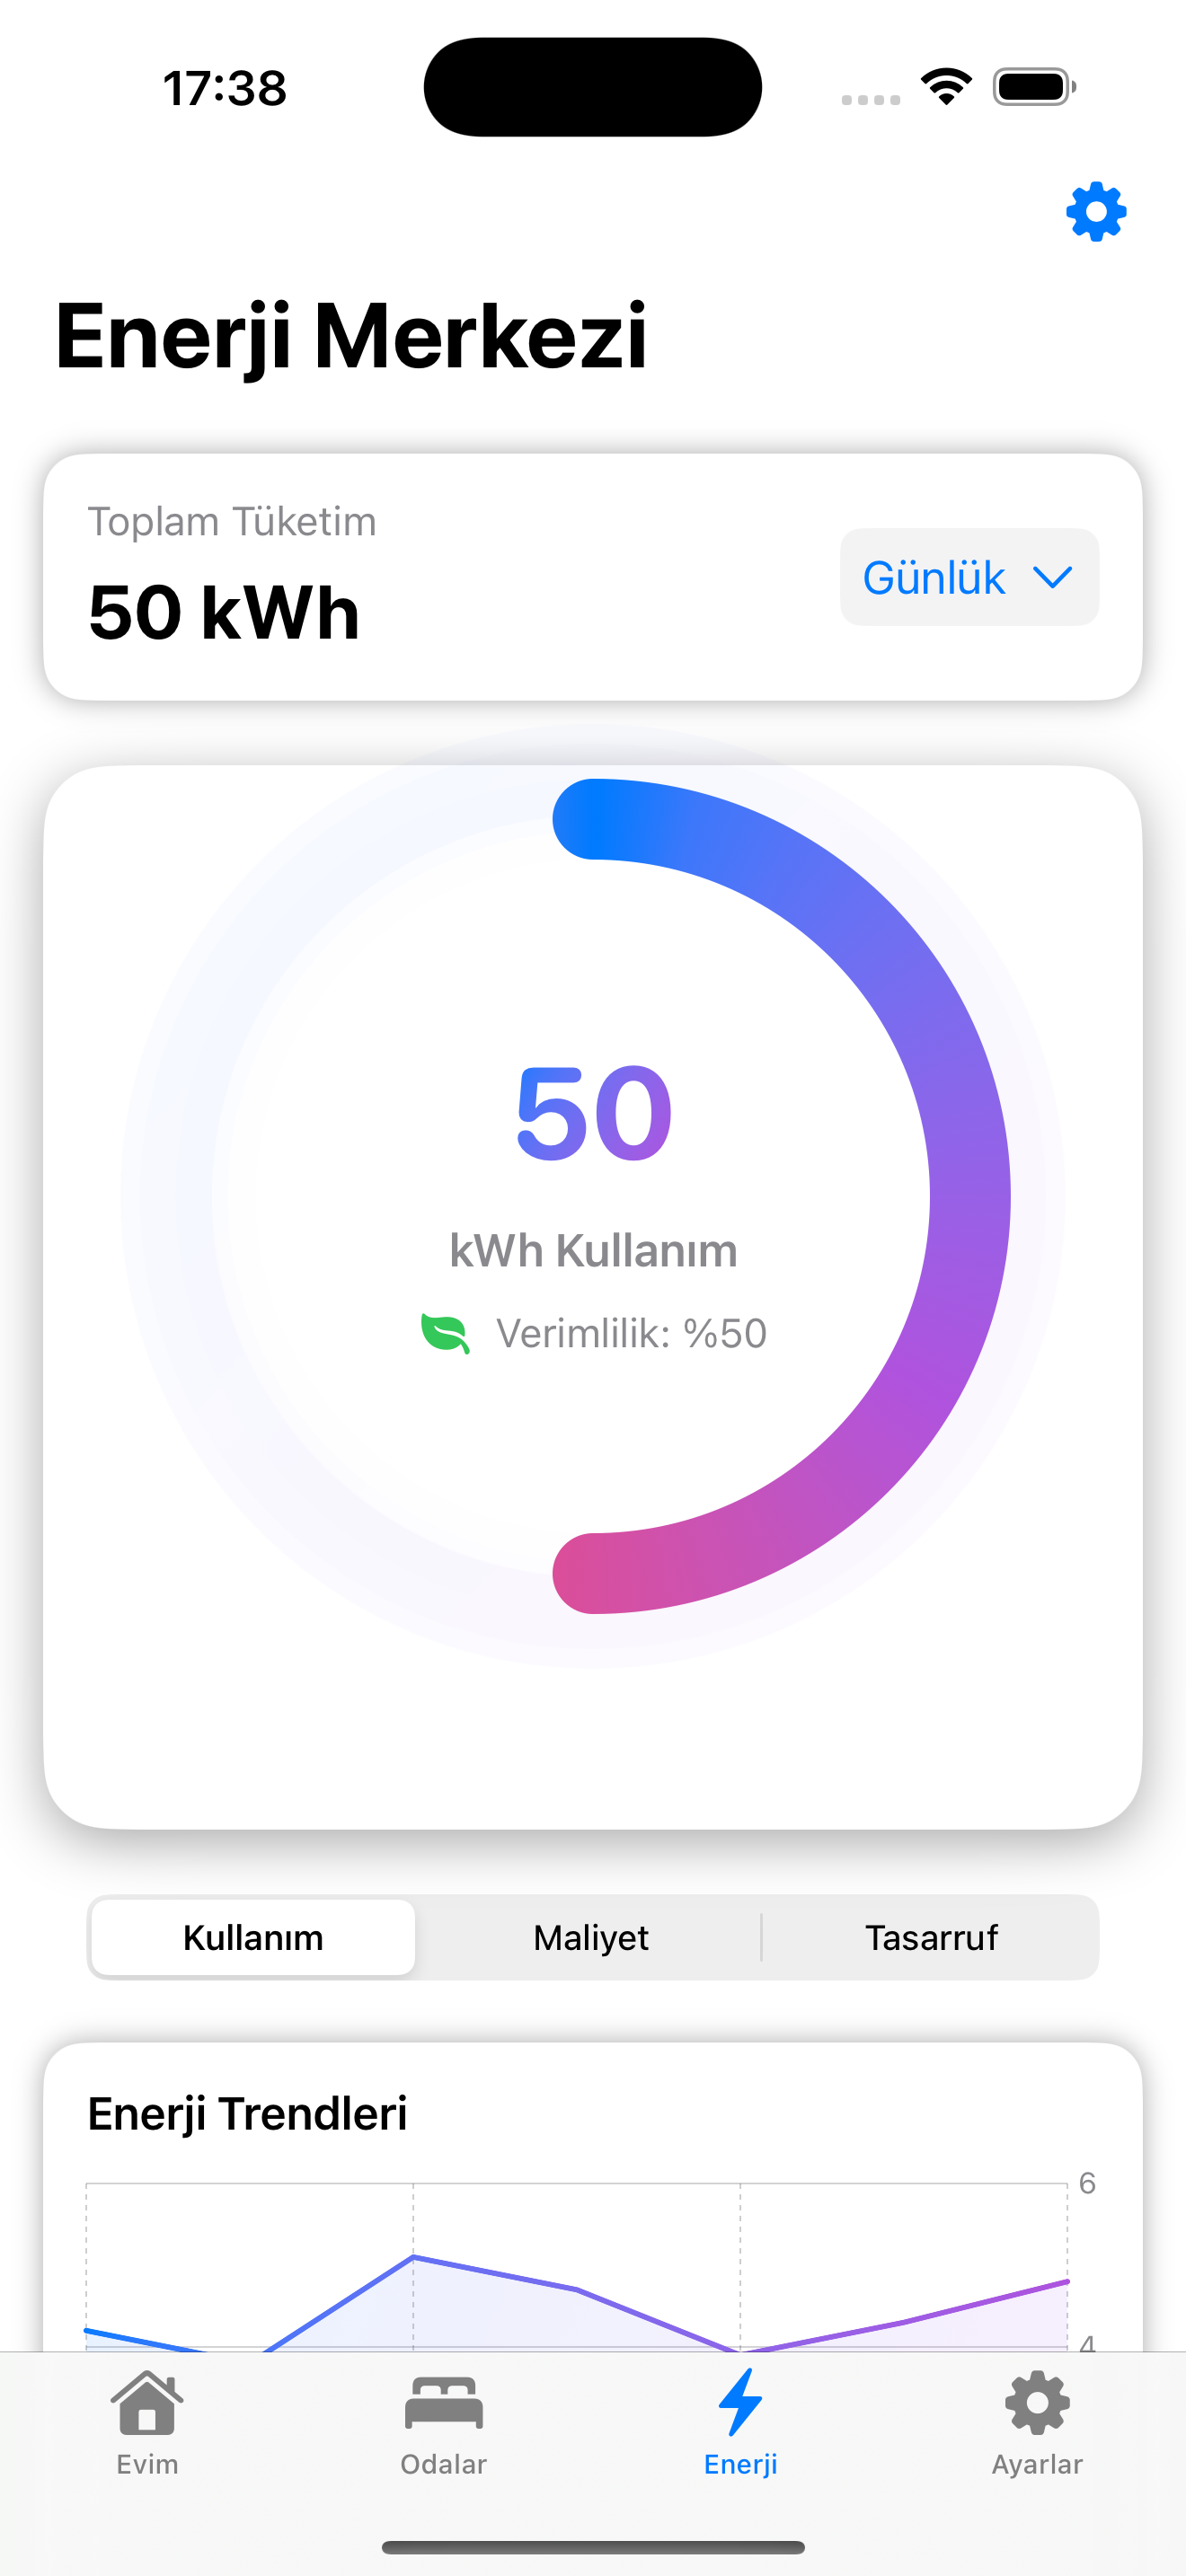 17:38
Enerji Merkezi
Toplam Tüketim
50 kWh
Günlük
50
kWh Kullanım
Verimlilik: %50
Kullanım
Maliyet
Tasarruf
Enerji Trendleri
6
4
Evim
Odalar
Enerji
Ayarlar